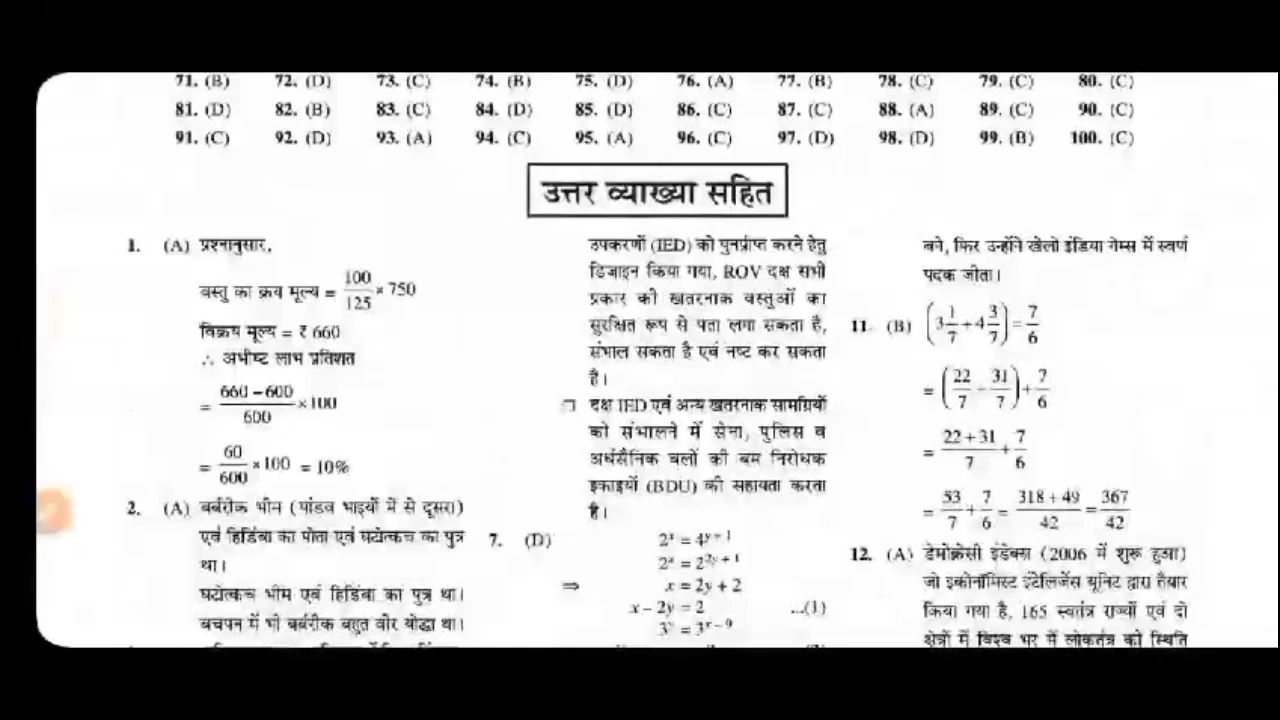 71. (B) 72. (D) 73. (C) 74. (B) 75. (D) 76. (A) 77. (B) 78. (C) 79. (C) 80. (C)
81. (D) 82. (B) 83. (C) 84. (D) 85. (D) 86. (C) 87. (C) 88. (A) 89. (C) 90. (C)
91. (C) 92. (D) 93. (A) 94. (C) 95. (A) 96. (C) 97. (D) 98. (D) 99. (B) 100. (C)
उत्तर व्याख्या सहित
1. (A) प्रश्नानुसार,
वस्तु का क्रय मूल्य = 100/125 × 750
विक्रय मूल्य = ₹ 660
∴ अभीष्ट लाभ प्रतिशत
= 660 – 600/600 × 100
= 60/600 × 100 = 10%
2. (A) बर्बरीक भीम (पांडव भाइयों में से दूसरा)
एवं हिडिंबा का पोता एवं घटोत्कच का पुत्र
था।
घटोत्कच भीम एवं हिडिंबा का पुत्र था।
बचपन में भी बर्बरीक बहुत वीर योद्धा था।
उपकरणों (IED) को पुनर्प्राप्त करने हेतु
डिजाइन किया गया, ROV दक्ष सभी
प्रकार की खतरनाक वस्तुओं का
सुरक्षित रूप से पता लगा सकता है,
संभाल सकता है एवं नष्ट कर सकता
है।
❒ दक्ष IED एवं अन्य खतरनाक सामग्रियों
को संभालने में सेना, पुलिस व
अर्धसैनिक बलों की बम निरोधक
इकाइयों (BDU) की सहायता करता
है।
7. (D) 2ˣ = 4ʸ⁺¹
2ˣ = 2²ʸ⁺¹
⇒ x = 2y + 2
x – 2y = 2 ...(1)
3ʸ = 3ˣ⁻⁹
बने, फिर उन्होंने खेलो इंडिया गेम्स में स्वर्ण
पदक जीता।
11. (B) (3 1/7 + 4 3/7) = 7/6
= (22/7 + 31/7) + 7/6
= 22 + 31/7 + 7/6
= 53/7 + 7/6 = 318 + 49/42 = 367/42
12. (A) डेमोक्रेसी इंडेक्स (2006 में शुरू हुआ)
जो इकोनॉमिस्ट इंटेलिजेंस यूनिट द्वारा तैयार
किया गया है, 165 स्वतंत्र राज्यों एवं दो
क्षेत्रों में विश्व भर में लोकतंत्र की स्थिति